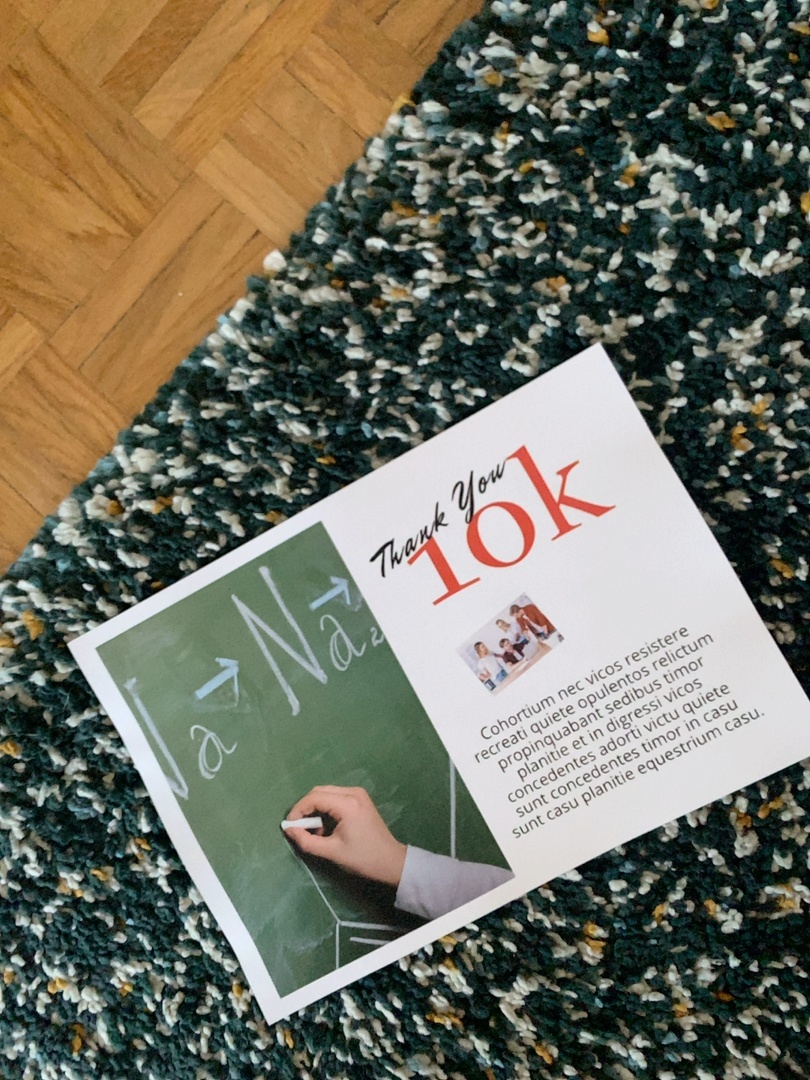 Na → Na₂
Thank You
10k
Cohortium nec vicos resistere
recreati quiete opulentos relictum
propinquabant sedibus timor
planitie et in digressi vicos
concedentes adorti victu quiete
sunt concedentes timor in casu
sunt casu planitie equestrium casu.